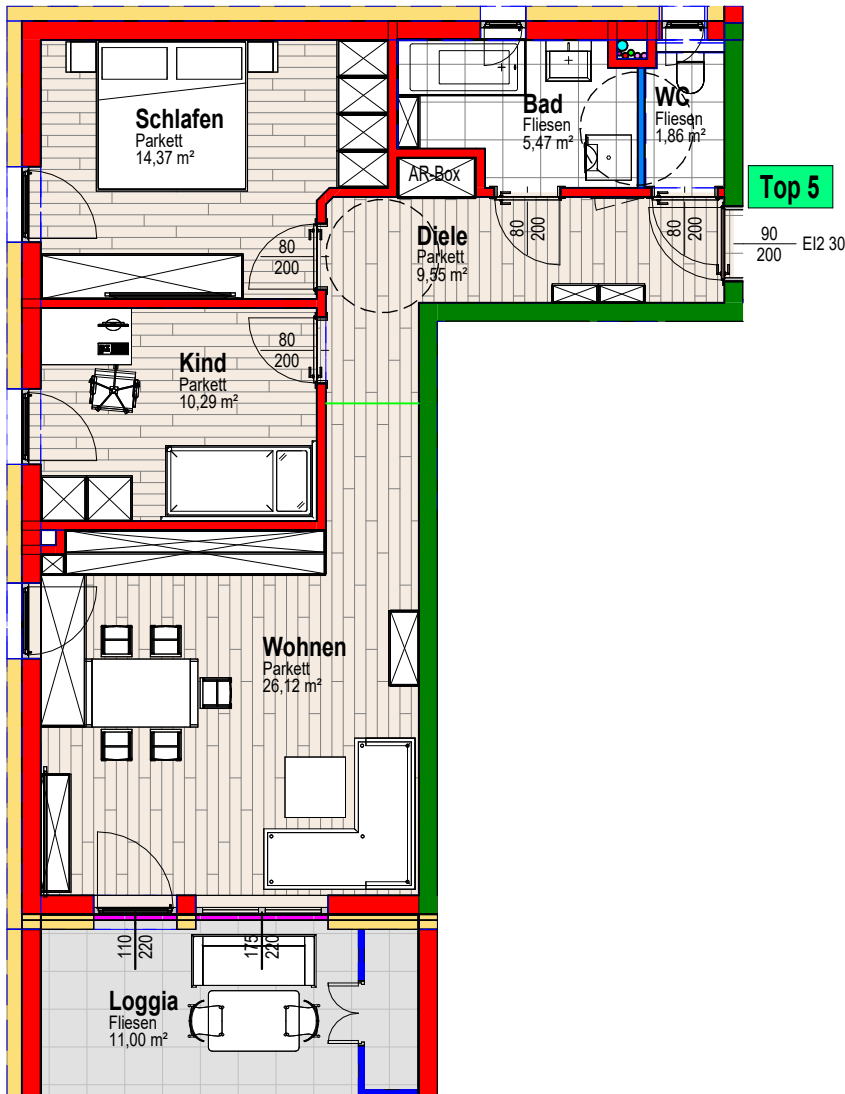 Schlafen
Parkett
14,37 m²
Bad
Fliesen
5,47 m²
WC
Fliesen
1,86 m²
AR-Box
Top 5
Diele
Parkett
9,55 m²
80
200
80
200
80
200
90
200
EI2 30
80
200
Kind
Parkett
10,29 m²
Wohnen
Parkett
26,12 m²
110
220
175
220
Loggia
Fliesen
11,00 m²